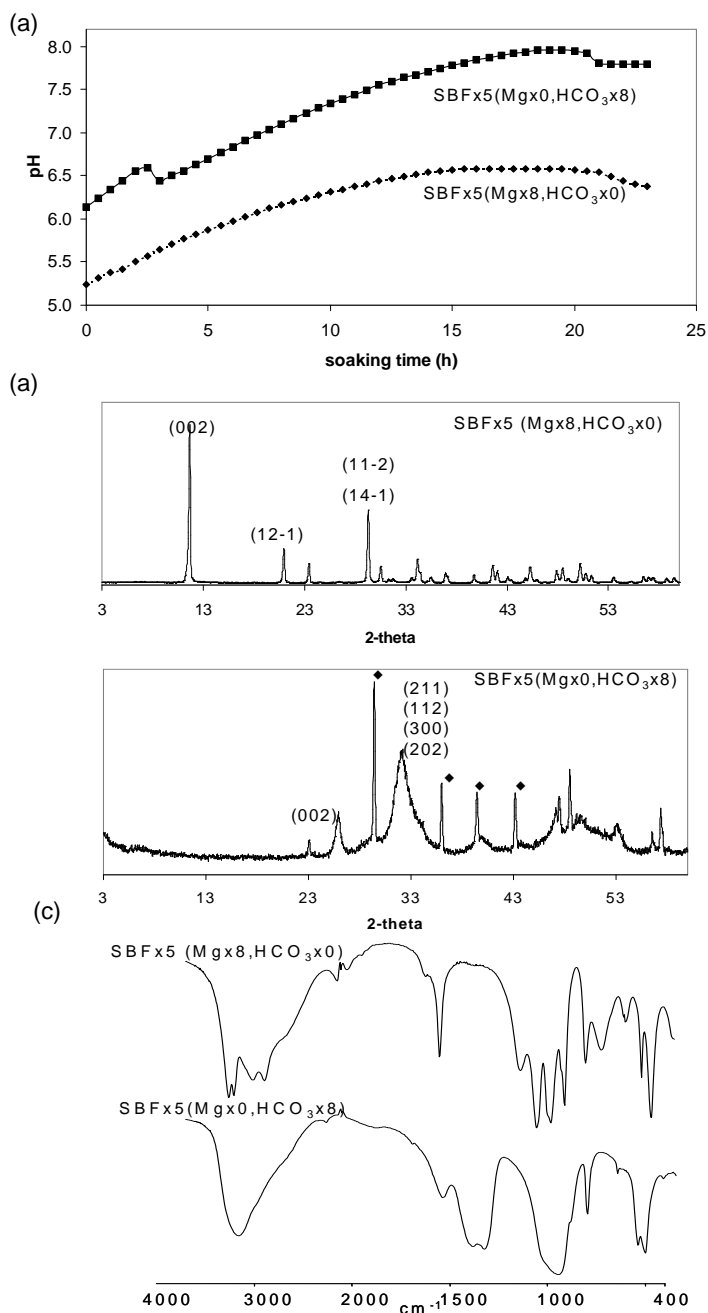 (a)
8.0
7.5
7.0
6.5
6.0
5.5
5.0
pH
SBFx5(Mgx0,HCO₃x8)
SBFx5(Mgx8,HCO₃x0)
0 5 10 15 20 25
soaking time (h)
(a)
SBFx5 (Mgx8,HCO₃x0)
(002)
(11-2)
(14-1)
(12-1)
3 13 23 33 43 53
2-theta
SBFx5(Mgx0,HCO₃x8)
(211)
(112)
(300)
(202)
(002)
3 13 23 33 43 53
2-theta
(c)
SBFx5 (Mgx8,HCO₃x0)
SBFx5(Mgx0,HCO₃x8)
4000 3000 2000 1500 1000 400
cm⁻¹